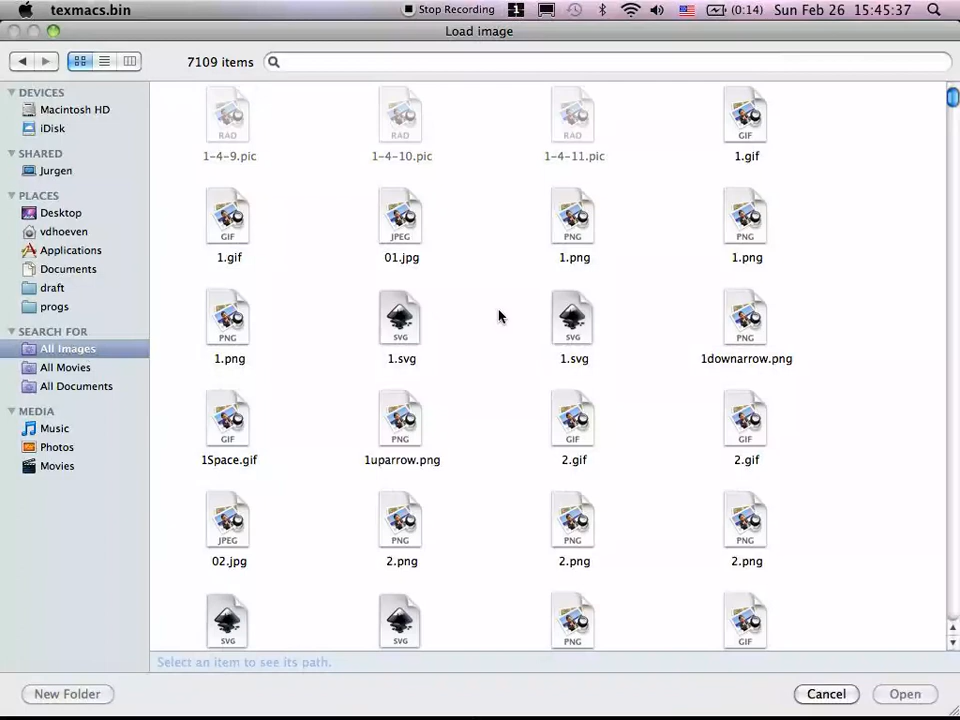 texmacs.bin Stop Recording 1 (0:14) Sun Feb 26 15:45:37
Load image
7109 items
DEVICES
Macintosh HD
iDisk
SHARED
Jurgen
PLACES
Desktop
vdhoeven
Applications
Documents
draft
progs
SEARCH FOR
All Images
All Movies
All Documents
MEDIA
Music
Photos
Movies
RAD RAD RAD GIF
1-4-9.pic 1-4-10.pic 1-4-11.pic 1.gif
GIF JPEG PNG PNG
1.gif 01.jpg 1.png 1.png
PNG SVG SVG PNG
1.png 1.svg 1.svg 1downarrow.png
GIF PNG GIF GIF
1Space.gif 1uparrow.png 2.gif 2.gif
JPEG PNG PNG PNG
02.jpg 2.png 2.png 2.png
SVG SVG PNG GIF
Select an item to see its path.
New Folder Cancel Open